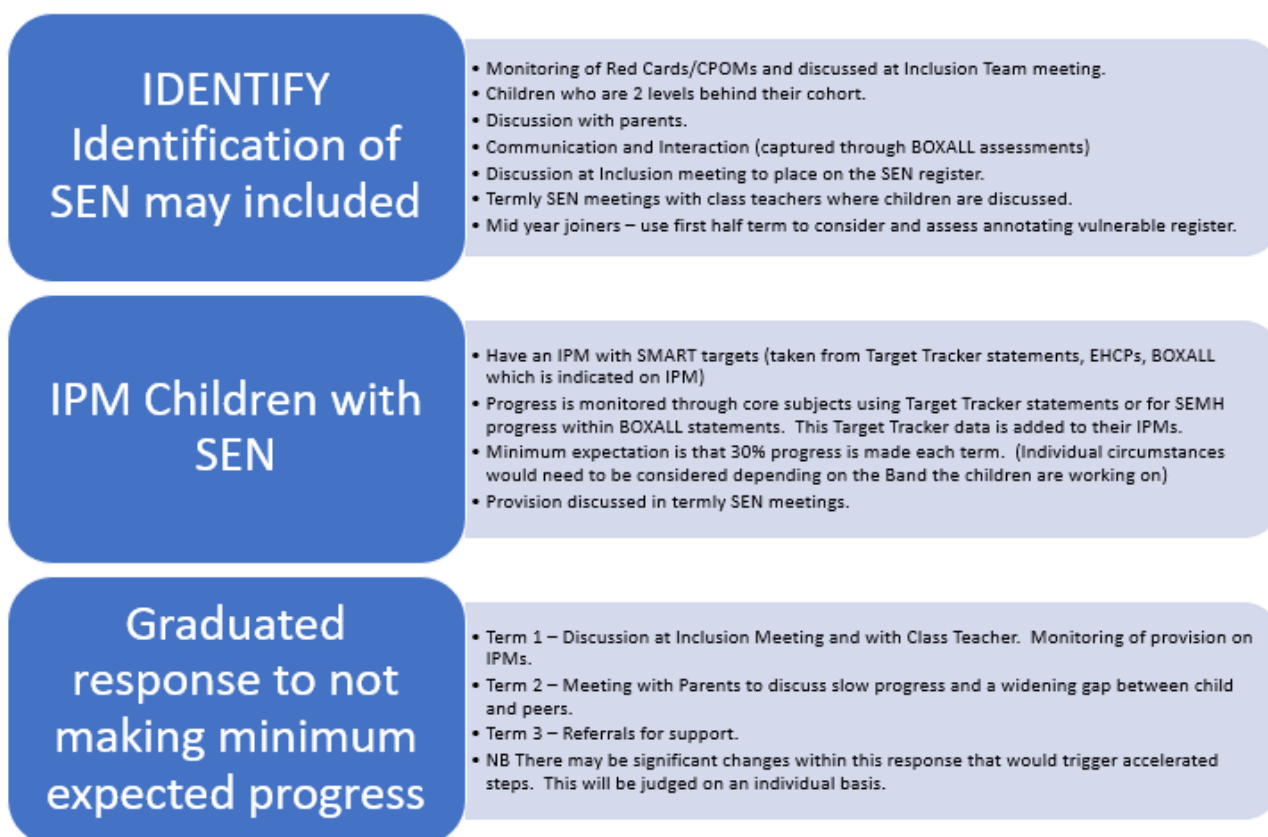 IDENTIFY
Identification of
SEN may included
• Monitoring of Red Cards/CPOMs and discussed at Inclusion Team meeting.
• Children who are 2 levels behind their cohort.
• Discussion with parents.
• Communication and Interaction (captured through BOXALL assessments)
• Discussion at Inclusion meeting to place on the SEN register.
• Termly SEN meetings with class teachers where children are discussed.
• Mid year joiners – use first half term to consider and assess annotating vulnerable register.
IPM Children with
SEN
• Have an IPM with SMART targets (taken from Target Tracker statements, EHCPs, BOXALL
which is indicated on IPM)
• Progress is monitored through core subjects using Target Tracker statements or for SEMH
progress within BOXALL statements.  This Target Tracker data is added to their IPMs.
• Minimum expectation is that 30% progress is made each term.  (Individual circumstances
would need to be considered depending on the Band the children are working on)
• Provision discussed in termly SEN meetings.
Graduated
response to not
making minimum
expected progress
• Term 1 – Discussion at Inclusion Meeting and with Class Teacher.  Monitoring of provision on
IPMs.
• Term 2 – Meeting with Parents to discuss slow progress and a widening gap between child
and peers.
• Term 3 – Referrals for support.
• NB There may be significant changes within this response that would trigger accelerated
steps.  This will be judged on an individual basis.